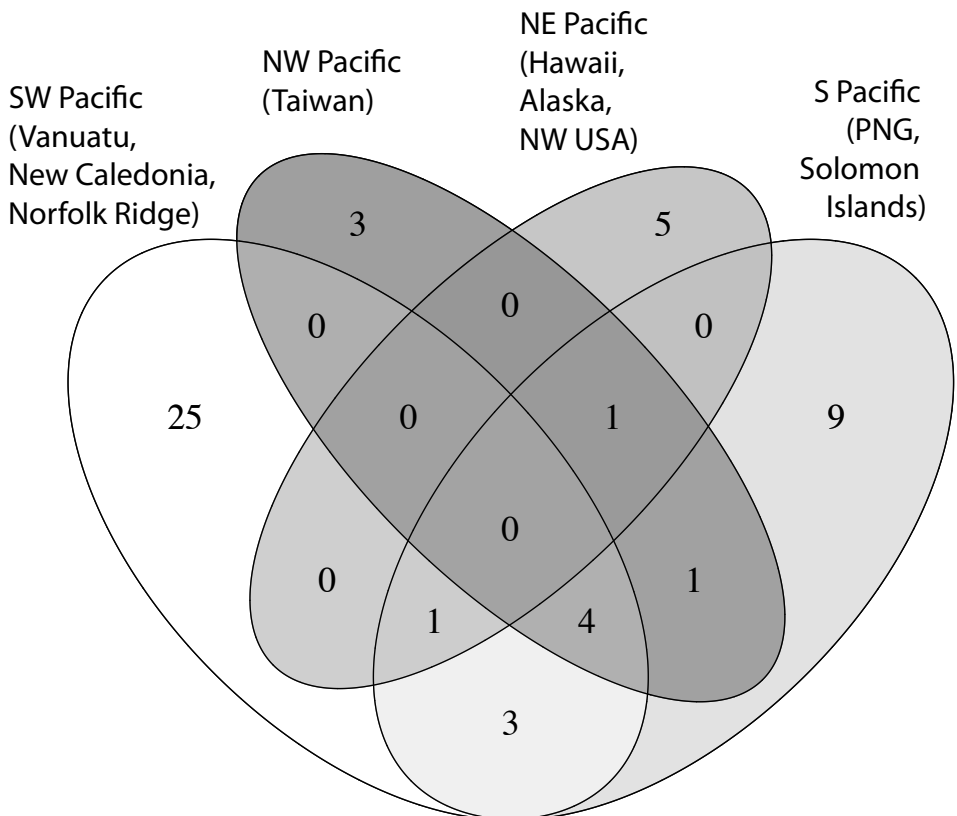 SW Pacific
(Vanuatu,
New Caledonia,
Norfolk Ridge)
NW Pacific
(Taiwan)
NE Pacific
(Hawaii,
Alaska,
NW USA)
S Pacific
(PNG,
Solomon
Islands)
3
5
0
0
0
25
0
1
9
0
0
1
1
4
3